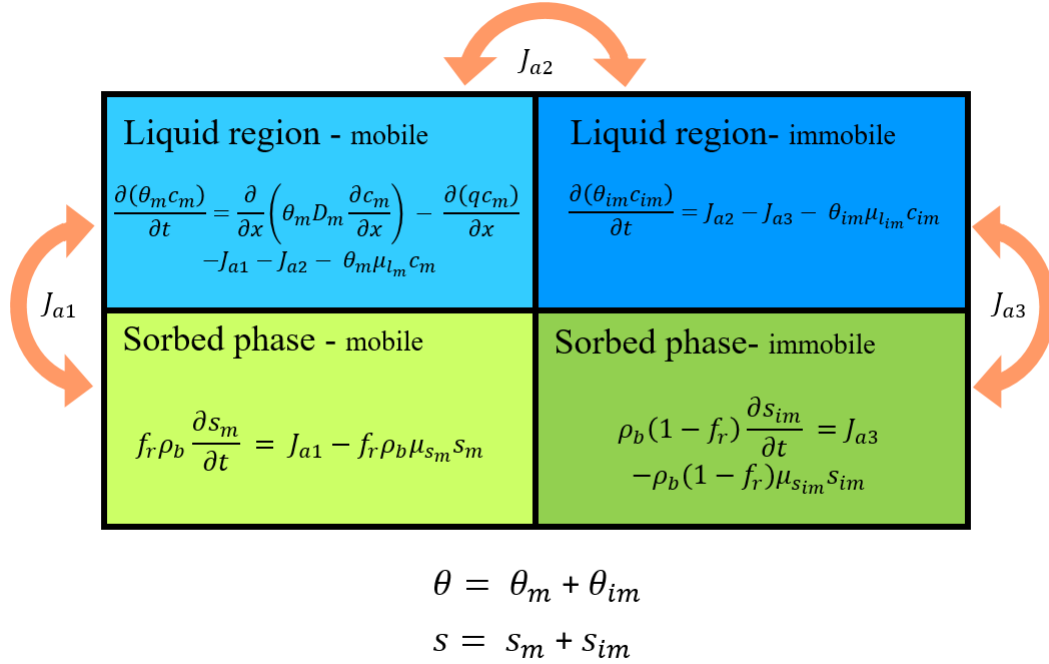 J_{a2}
Liquid region - mobile
∂(θ_m c_m)/∂t = ∂/∂x (θ_m D_m ∂c_m/∂x) − ∂(qc_m)/∂x
−J_{a1} − J_{a2} − θ_m μ_{l_m} c_m
Liquid region- immobile
∂(θ_{im} c_{im})/∂t = J_{a2} − J_{a3} − θ_{im} μ_{l_{im}} c_{im}
J_{a1}
J_{a3}
Sorbed phase - mobile
f_r ρ_b ∂s_m/∂t = J_{a1} − f_r ρ_b μ_{s_m} s_m
Sorbed phase- immobile
ρ_b(1 − f_r) ∂s_{im}/∂t = J_{a3}
−ρ_b(1 − f_r)μ_{s_{im}} s_{im}
θ = θ_m + θ_{im}
s = s_m + s_{im}